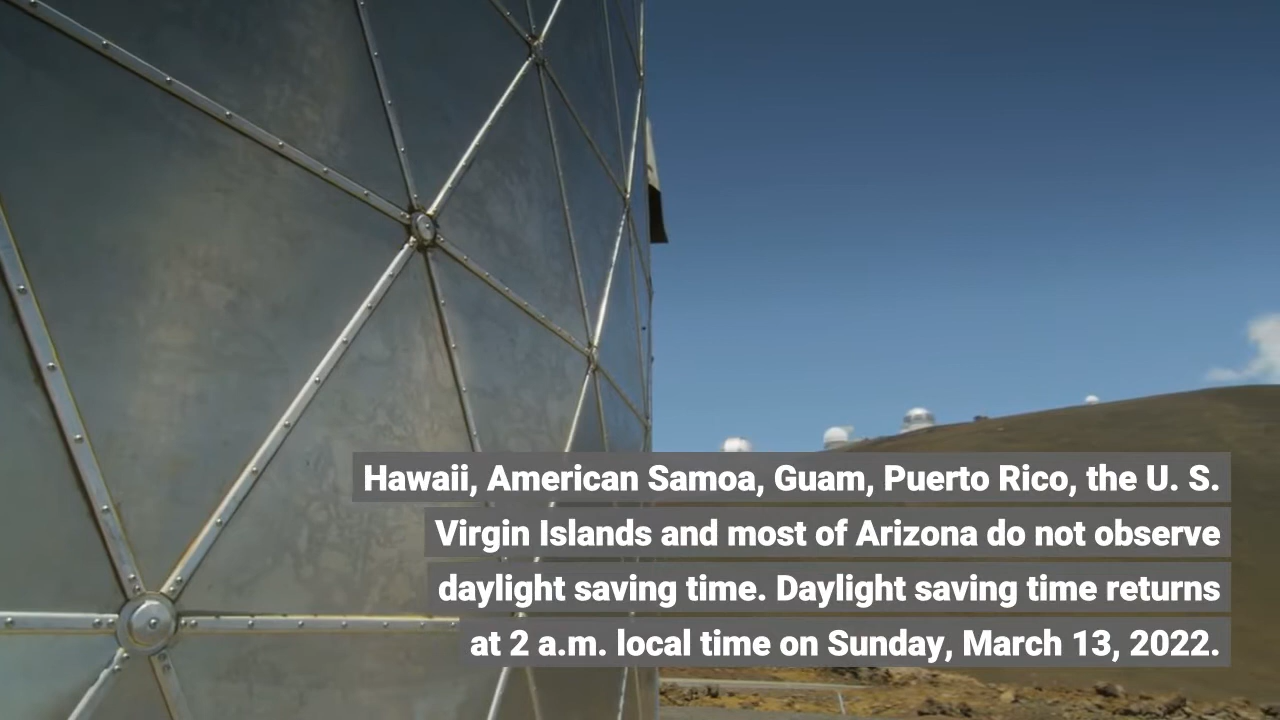 Hawaii, American Samoa, Guam, Puerto Rico, the U. S.
Virgin Islands and most of Arizona do not observe
daylight saving time. Daylight saving time returns
at 2 a.m. local time on Sunday, March 13, 2022.